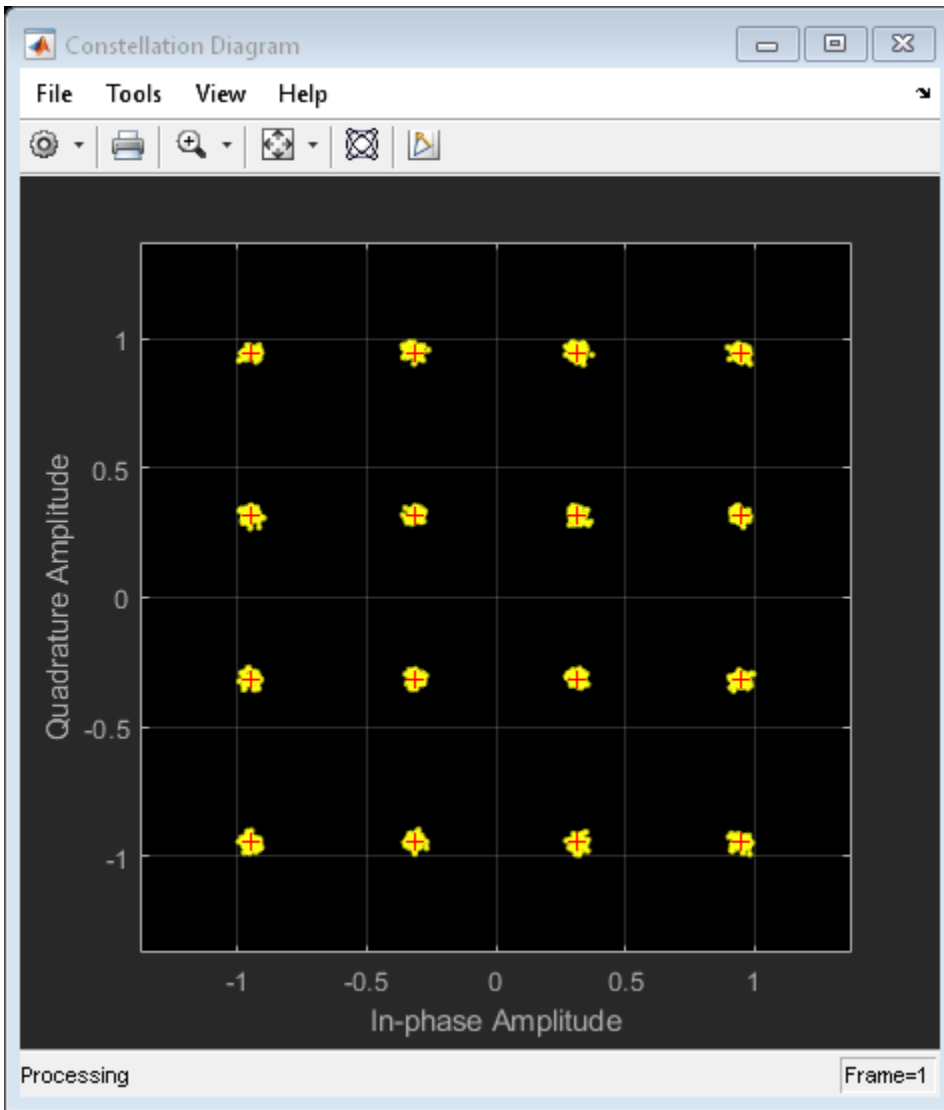 Constellation Diagram
File Tools View Help
1
0.5
0
-0.5
-1
Quadrature Amplitude
-1 -0.5 0 0.5 1
In-phase Amplitude
Processing Frame=1